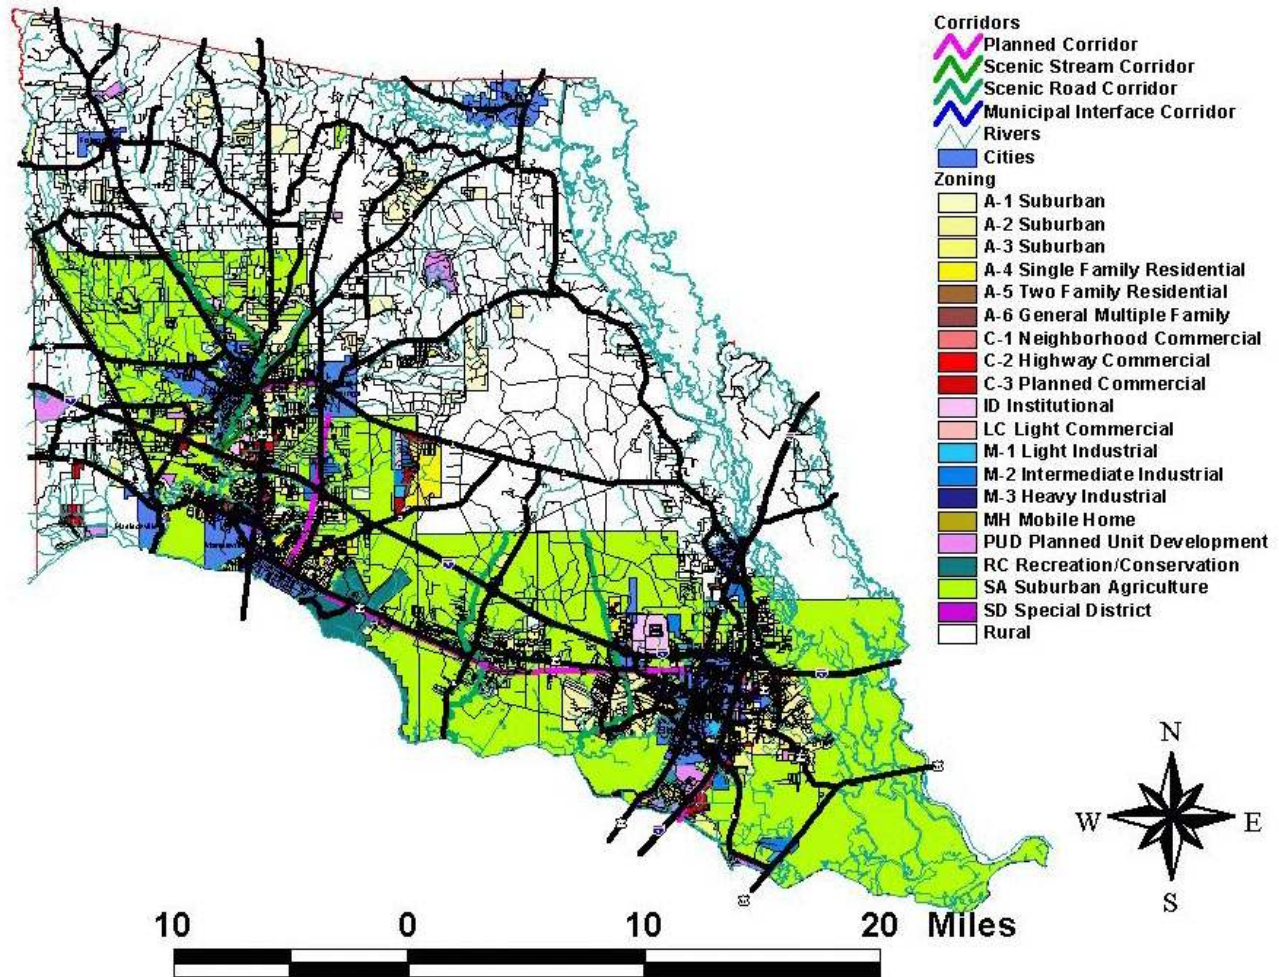 Corridors
Planned Corridor
Scenic Stream Corridor
Scenic Road Corridor
Municipal Interface Corridor
Rivers
Cities
Zoning
A-1 Suburban
A-2 Suburban
A-3 Suburban
A-4 Single Family Residential
A-5 Two Family Residential
A-6 General Multiple Family
C-1 Neighborhood Commercial
C-2 Highway Commercial
C-3 Planned Commercial
ID Institutional
LC Light Commercial
M-1 Light Industrial
M-2 Intermediate Industrial
M-3 Heavy Industrial
MH Mobile Home
PUD Planned Unit Development
RC Recreation/Conservation
SA Suburban Agriculture
SD Special District
Rural
N
W E
S
10 0 10 20 Miles